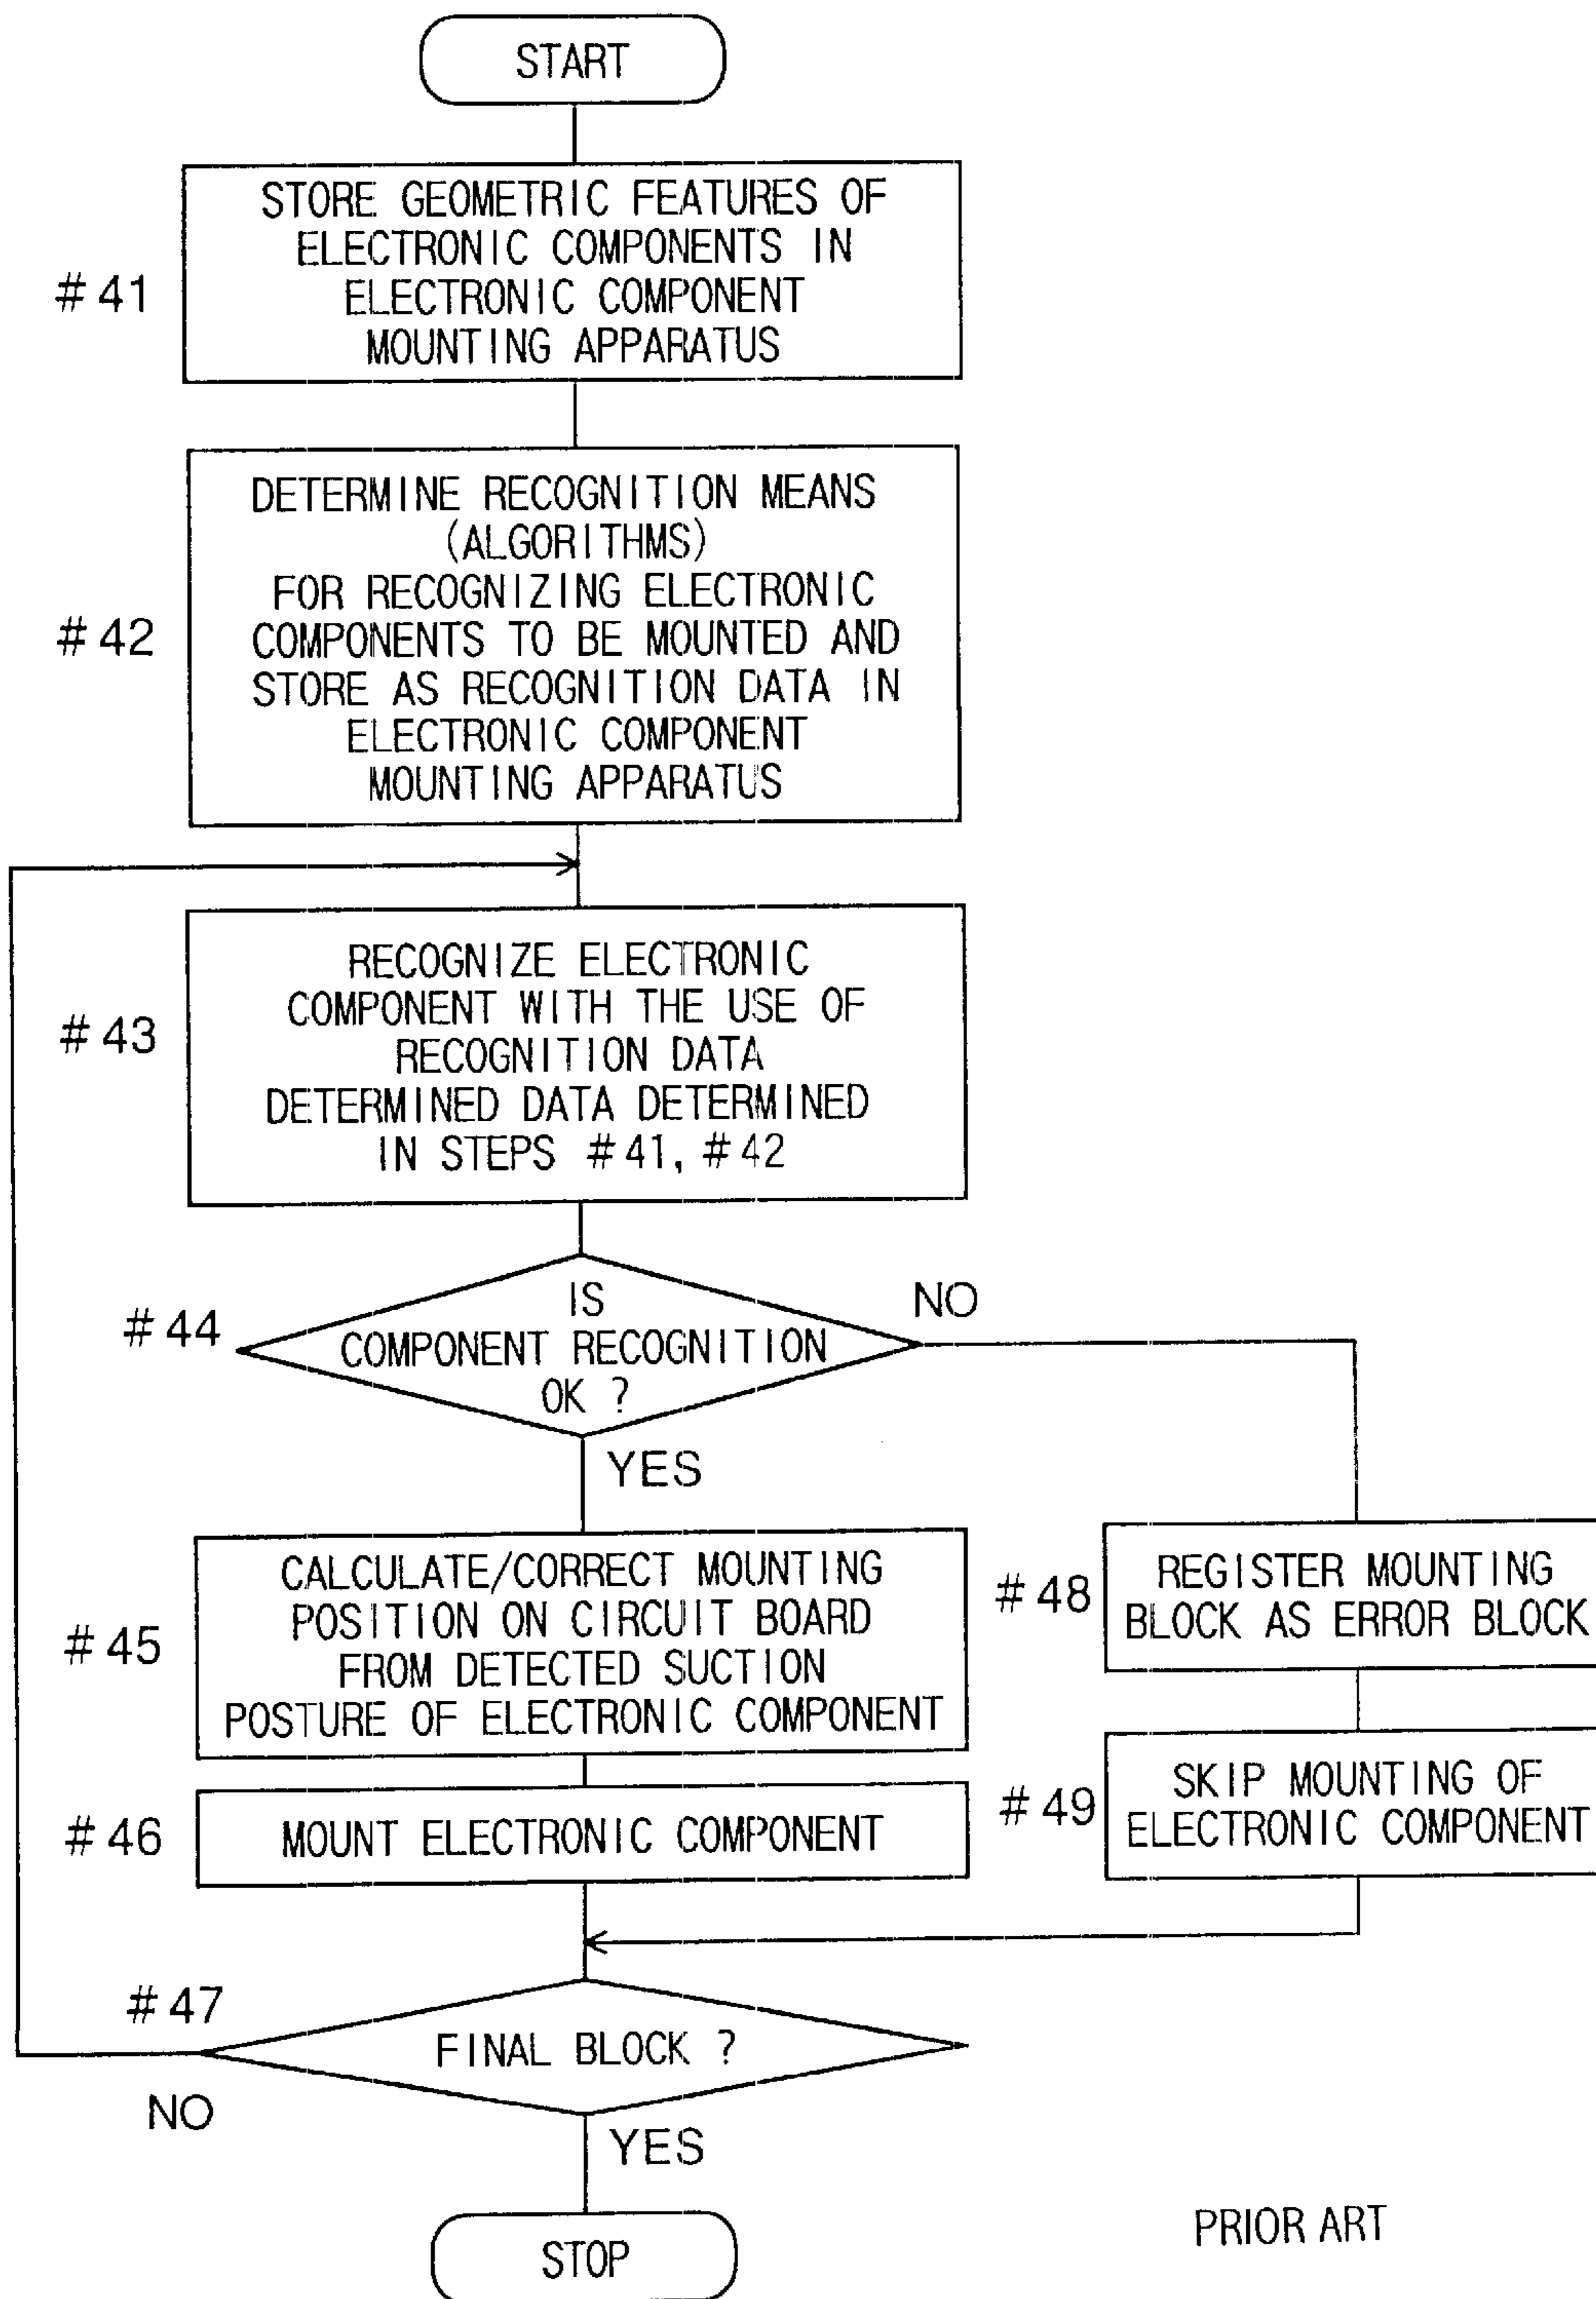 START
STORE GEOMETRIC FEATURES OF
ELECTRONIC COMPONENTS IN
ELECTRONIC COMPONENT
MOUNTING APPARATUS
#41
DETERMINE RECOGNITION MEANS
(ALGORITHMS)
FOR RECOGNIZING ELECTRONIC
COMPONENTS TO BE MOUNTED AND
STORE AS RECOGNITION DATA IN
ELECTRONIC COMPONENT
MOUNTING APPARATUS
#42
RECOGNIZE ELECTRONIC
COMPONENT WITH THE USE OF
RECOGNITION DATA
DETERMINED DATA DETERMINED
IN STEPS #41, #42
#43
IS
COMPONENT RECOGNITION
OK ?
#44
NO
YES
CALCULATE/CORRECT MOUNTING
POSITION ON CIRCUIT BOARD
FROM DETECTED SUCTION
POSTURE OF ELECTRONIC COMPONENT
#45
#48
REGISTER MOUNTING
BLOCK AS ERROR BLOCK
#46
MOUNT ELECTRONIC COMPONENT
#49
SKIP MOUNTING OF
ELECTRONIC COMPONENT
#47
FINAL BLOCK ?
NO
YES
STOP
PRIOR ART